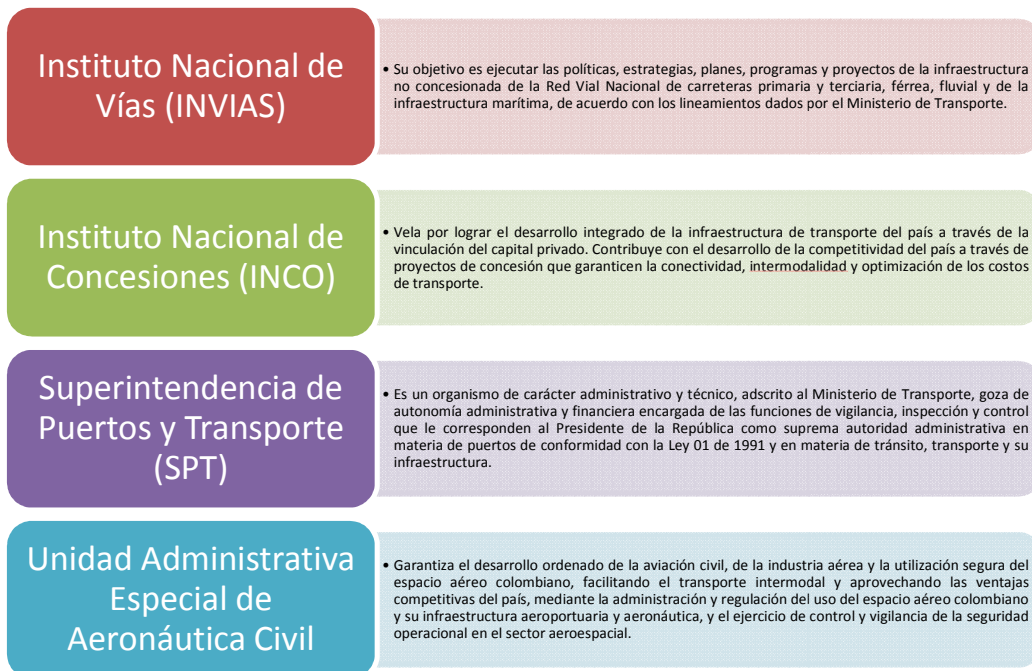 Instituto Nacional de
Vías (INVIAS)
• Su objetivo es ejecutar las políticas, estrategias, planes, programas y proyectos de la infraestructura
no concesionada de la Red Vial Nacional de carreteras primaria y terciaria, férrea, fluvial y de la
infraestructura marítima, de acuerdo con los lineamientos dados por el Ministerio de Transporte.
Instituto Nacional de
Concesiones (INCO)
• Vela por lograr el desarrollo integrado de la infraestructura de transporte del país a través de la
vinculación del capital privado. Contribuye con el desarrollo de la competitividad del país a través de
proyectos de concesión que garanticen la conectividad, intermodalidad y optimización de los costos
de transporte.
Superintendencia de
Puertos y Transporte
(SPT)
• Es un organismo de carácter administrativo y técnico, adscrito al Ministerio de Transporte, goza de
autonomía administrativa y financiera encargada de las funciones de vigilancia, inspección y control
que le corresponden al Presidente de la República como suprema autoridad administrativa en
materia de puertos de conformidad con la Ley 01 de 1991 y en materia de tránsito, transporte y su
infraestructura.
Unidad Administrativa
Especial de
Aeronáutica Civil
• Garantiza el desarrollo ordenado de la aviación civil, de la industria aérea y la utilización segura del
espacio aéreo colombiano, facilitando el transporte intermodal y aprovechando las ventajas
competitivas del país, mediante la administración y regulación del uso del espacio aéreo colombiano
y su infraestructura aeroportuaria y aeronáutica, y el ejercicio de control y vigilancia de la seguridad
operacional en el sector aeroespacial.